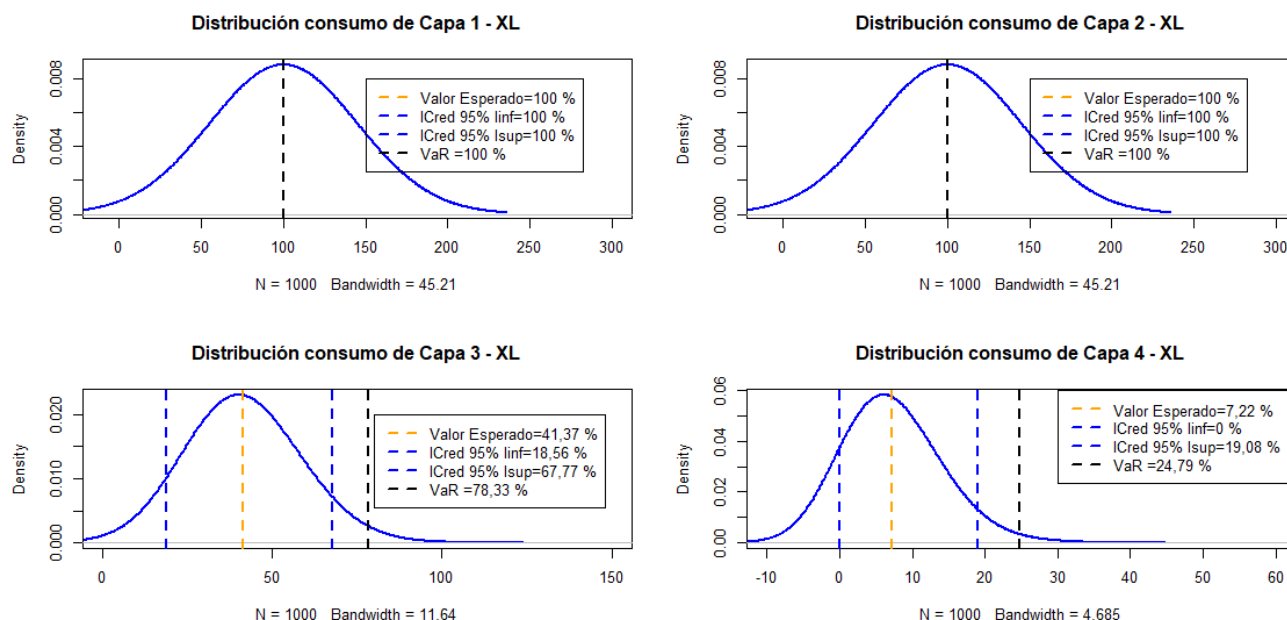 Distribución consumo de Capa 1 - XL
Density
0.000
0.004
0.008
Valor Esperado=100 %
ICred 95% linf=100 %
ICred 95% lsup=100 %
VaR =100 %
0 50 100 150 200 250 300
N = 1000 Bandwidth = 45.21
Distribución consumo de Capa 2 - XL
Density
0.000
0.004
0.008
Valor Esperado=100 %
ICred 95% linf=100 %
ICred 95% lsup=100 %
VaR =100 %
0 50 100 150 200 250 300
N = 1000 Bandwidth = 45.21
Distribución consumo de Capa 3 - XL
Density
0.000
0.010
0.020
Valor Esperado=41,37 %
ICred 95% linf=18,56 %
ICred 95% lsup=67,77 %
VaR =78,33 %
0 50 100 150
N = 1000 Bandwidth = 11.64
Distribución consumo de Capa 4 - XL
Density
0.00
0.02
0.04
0.06
Valor Esperado=7,22 %
ICred 95% linf=0 %
ICred 95% lsup=19,08 %
VaR =24,79 %
-10 0 10 20 30 40 50 60
N = 1000 Bandwidth = 4.685